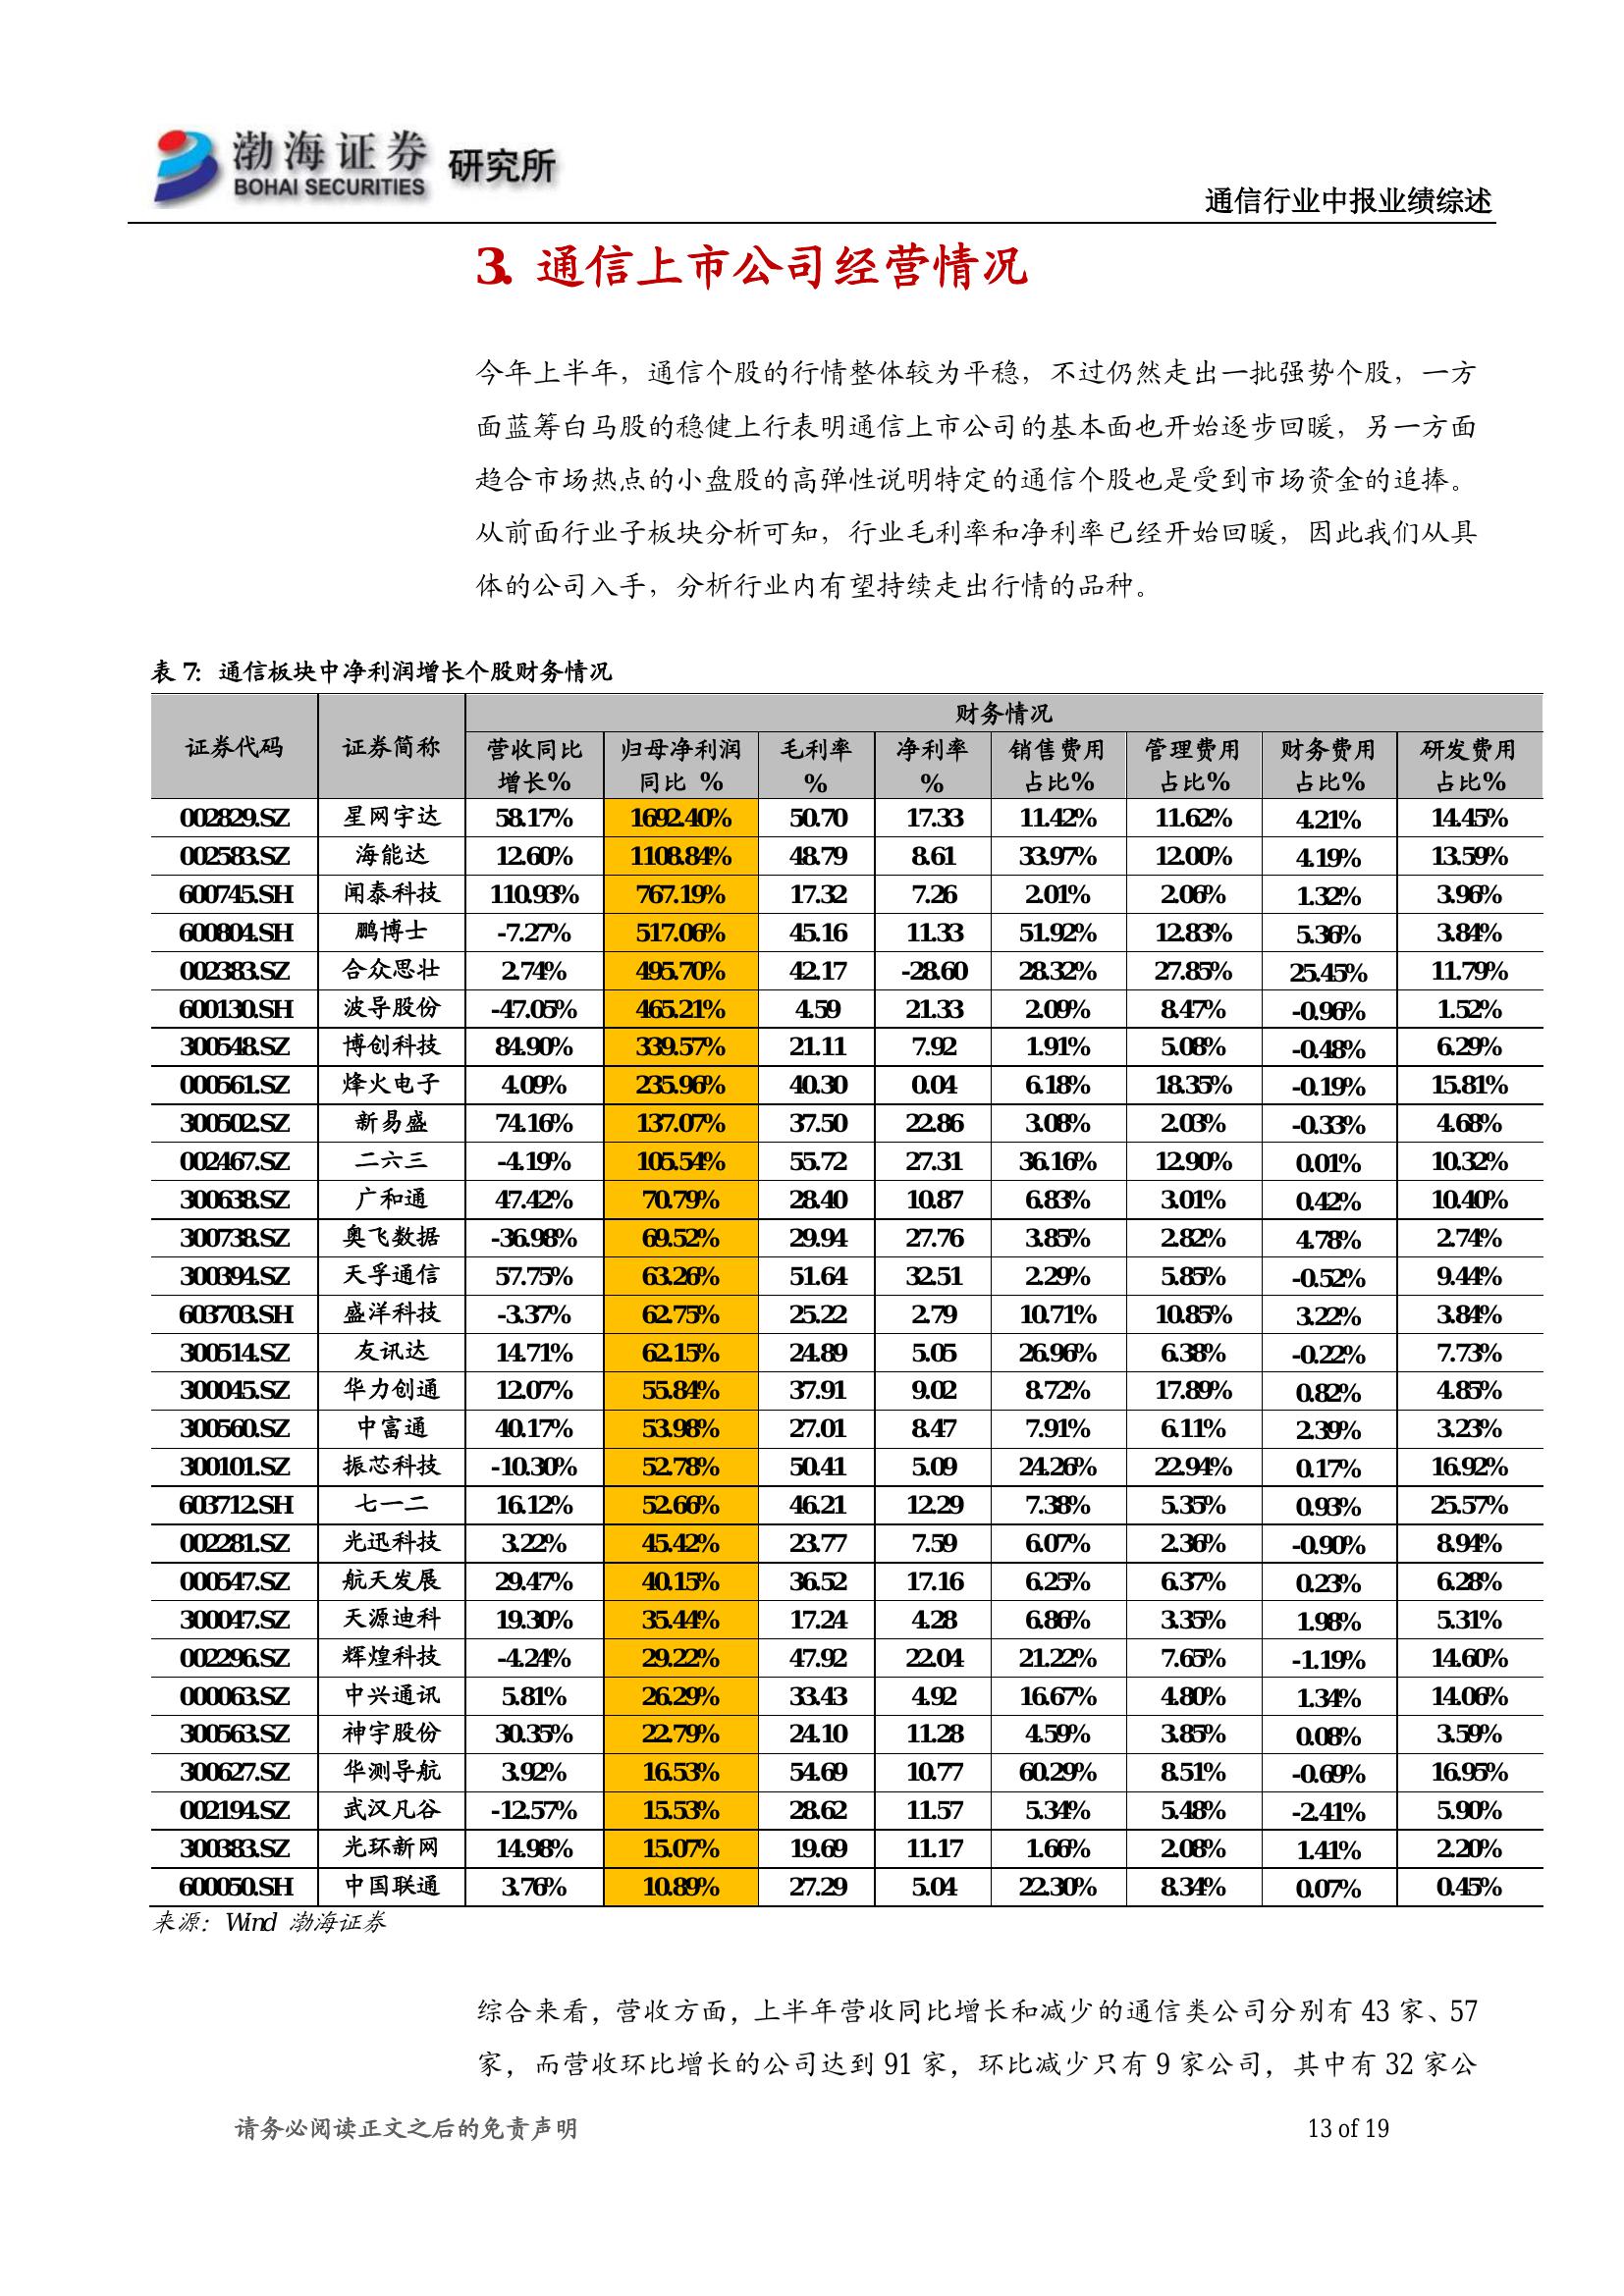 渤海证券 研究所
BOHAI SECURITIES
通信行业中报业绩综述
3. 通信上市公司经营情况
今年上半年，通信个股的行情整体较为平稳，不过仍然走出一批强势个股，一方
面蓝筹白马股的稳健上行表明通信上市公司的基本面也开始逐步回暖，另一方面
趋合市场热点的小盘股的高弹性说明特定的通信个股也是受到市场资金的追捧。
从前面行业子板块分析可知，行业毛利率和净利率已经开始回暖，因此我们从具
体的公司入手，分析行业内有望持续走出行情的品种。
表 7：通信板块中净利润增长个股财务情况
财务情况
证券代码 证券简称 营收同比 归母净利润 毛利率 净利率 销售费用 管理费用 财务费用 研发费用
增长% 同比 % % % 占比% 占比% 占比% 占比%
002829.SZ 星网宇达 58.17% 1692.40% 50.70 17.33 11.42% 11.62% 4.21% 14.45%
002583.SZ 海能达 12.60% 1108.84% 48.79 8.61 33.97% 12.00% 4.19% 13.59%
600745.SH 闻泰科技 110.93% 767.19% 17.32 7.26 2.01% 2.06% 1.32% 3.96%
600804.SH 鹏博士 -7.27% 517.06% 45.16 11.33 51.92% 12.83% 5.36% 3.84%
002383.SZ 合众思壮 2.74% 495.70% 42.17 -28.60 28.32% 27.85% 25.45% 11.79%
600130.SH 波导股份 -47.05% 465.21% 4.59 21.33 2.09% 8.47% -0.96% 1.52%
300548.SZ 博创科技 84.90% 339.57% 21.11 7.92 1.91% 5.08% -0.48% 6.29%
000561.SZ 烽火电子 4.09% 235.96% 40.30 0.04 6.18% 18.35% -0.19% 15.81%
300502.SZ 新易盛 74.16% 137.07% 37.50 22.86 3.08% 2.03% -0.33% 4.68%
002467.SZ 二六三 -4.19% 105.54% 55.72 27.31 36.16% 12.90% 0.01% 10.32%
300638.SZ 广和通 47.42% 70.79% 28.40 10.87 6.83% 3.01% 0.42% 10.40%
300738.SZ 奥飞数据 -36.98% 69.52% 29.94 27.76 3.85% 2.82% 4.78% 2.74%
300394.SZ 天孚通信 57.75% 63.26% 51.64 32.51 2.29% 5.85% -0.52% 9.44%
603703.SH 盛洋科技 -3.37% 62.75% 25.22 2.79 10.71% 10.85% 3.22% 3.84%
300514.SZ 友讯达 14.71% 62.15% 24.89 5.05 26.96% 6.38% -0.22% 7.73%
300045.SZ 华力创通 12.07% 55.84% 37.91 9.02 8.72% 17.89% 0.82% 4.85%
300560.SZ 中富通 40.17% 53.98% 27.01 8.47 7.91% 6.11% 2.39% 3.23%
300101.SZ 振芯科技 -10.30% 52.78% 50.41 5.09 24.26% 22.94% 0.17% 16.92%
603712.SH 七一二 16.12% 52.66% 46.21 12.29 7.38% 5.35% 0.93% 25.57%
002281.SZ 光迅科技 3.22% 45.42% 23.77 7.59 6.07% 2.36% -0.90% 8.94%
000547.SZ 航天发展 29.47% 40.15% 36.52 17.16 6.25% 6.37% 0.23% 6.28%
300047.SZ 天源迪科 19.30% 35.44% 17.24 4.28 6.86% 3.35% 1.98% 5.31%
002296.SZ 辉煌科技 -4.24% 29.22% 47.92 22.04 21.22% 7.65% -1.19% 14.60%
000063.SZ 中兴通讯 5.81% 26.29% 33.43 4.92 16.67% 4.80% 1.34% 14.06%
300563.SZ 神宇股份 30.35% 22.79% 24.10 11.28 4.59% 3.85% 0.08% 3.59%
300627.SZ 华测导航 3.92% 16.53% 54.69 10.77 60.29% 8.51% -0.69% 16.95%
002194.SZ 武汉凡谷 -12.57% 15.53% 28.62 11.57 5.34% 5.48% -2.41% 5.90%
300383.SZ 光环新网 14.98% 15.07% 19.69 11.17 1.66% 2.08% 1.41% 2.20%
600050.SH 中国联通 3.76% 10.89% 27.29 5.04 22.30% 8.34% 0.07% 0.45%
来源：Wind 渤海证券
综合来看，营收方面，上半年营收同比增长和减少的通信类公司分别有 43 家、57
家，而营收环比增长的公司达到 91 家，环比减少只有 9 家公司，其中有 32 家公
请务必阅读正文之后的免责声明
13 of 19